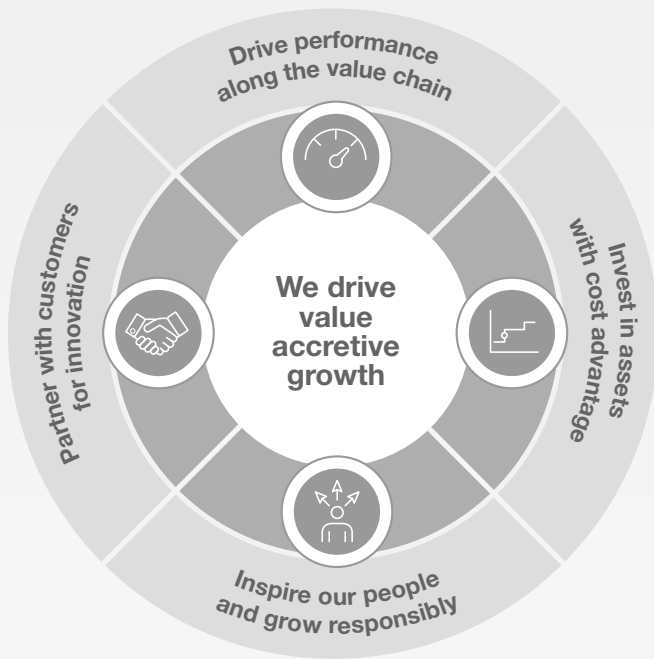 Drive performance
along the value chain
Partner with customers
for innovation
We drive
value
accretive
growth
Invest in assets
with cost advantage
Inspire our people
and grow responsibly